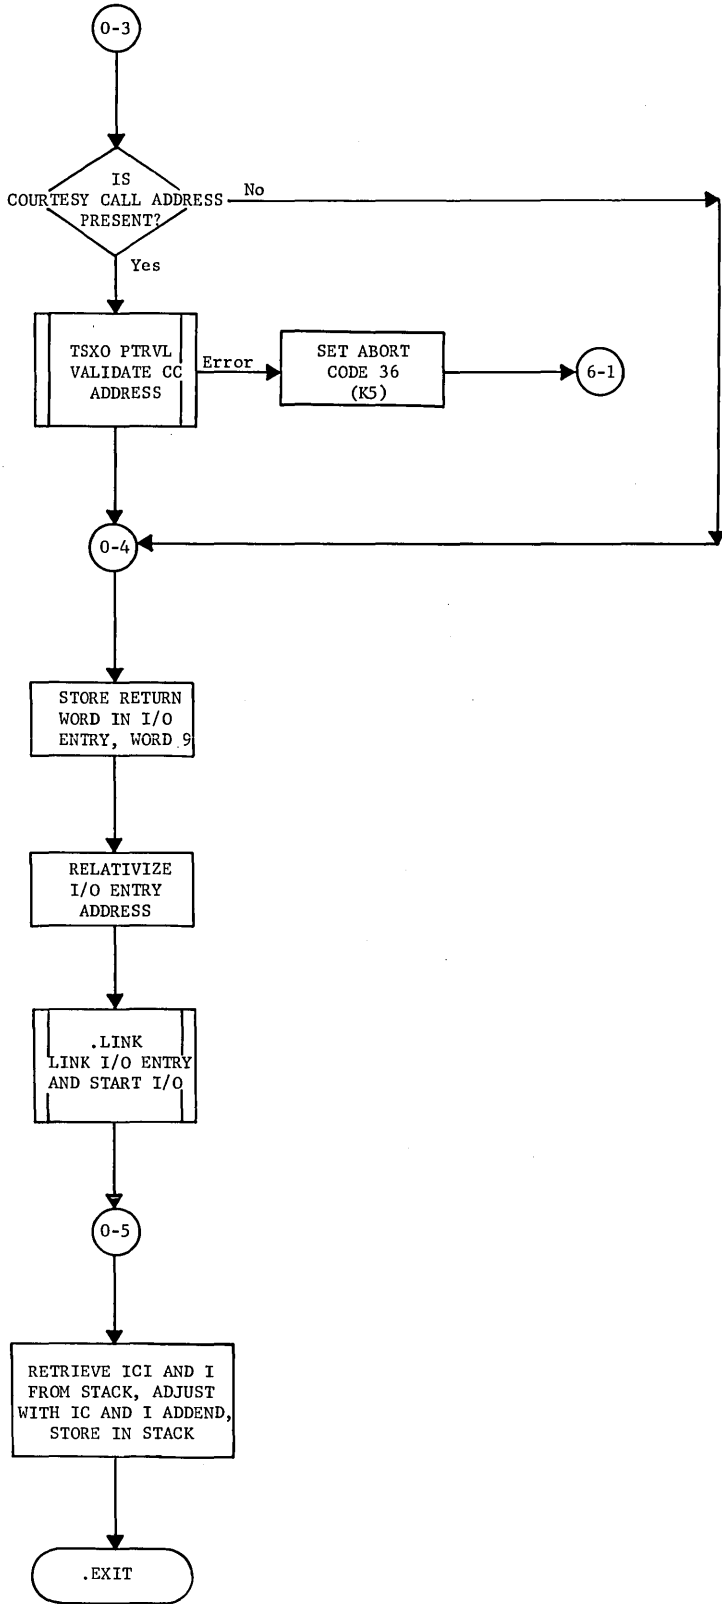 0-3
IS
COURTESY CALL ADDRESS
PRESENT?
No
Yes
TSX0 PTRVL
VALIDATE CC
ADDRESS
Error
SET ABORT
CODE 36
(K5)
6-1
0-4
STORE RETURN
WORD IN I/O
ENTRY, WORD 9
RELATIVIZE
I/O ENTRY
ADDRESS
.LINK
LINK I/O ENTRY
AND START I/O
0-5
RETRIEVE ICI AND I
FROM STACK, ADJUST
WITH IC AND I ADDEND,
STORE IN STACK
.EXIT